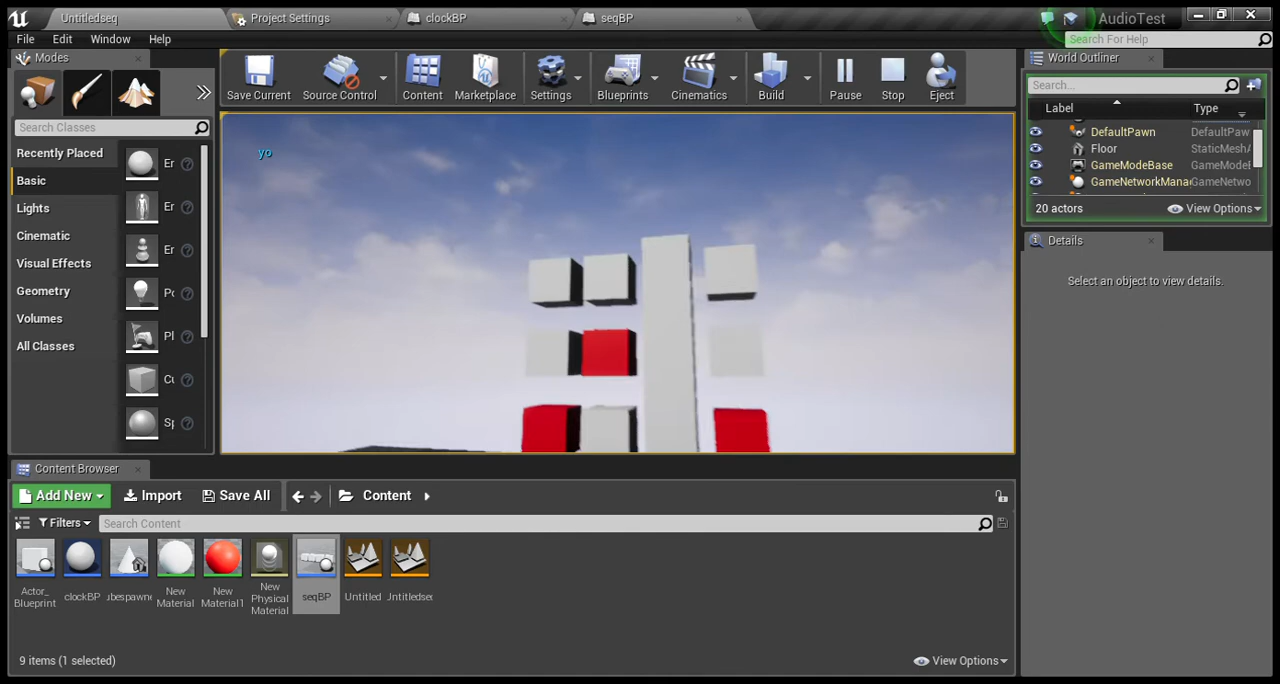 Untitledseq
Project Settings
clockBP
seqBP
AudioTest
File Edit Window Help
Search For Help
Modes
Save Current
Source Control
Content
Marketplace
Settings
Blueprints
Cinematics
Build
Pause
Stop
Eject
World Outliner
Search...
Label Type
DefaultPawn DefaultPaw
Floor StaticMeshA
GameModeBase GameModeI
GameNetworkMana GameNetwo
20 actors View Options
Search Classes
Recently Placed
Basic
Lights
Cinematic
Visual Effects
Geometry
Volumes
All Classes
Er
Er
Er
Pc
Pl
Cu
Sp
yo
Details
Select an object to view details.
Content Browser
Add New Import Save All Content
Filters Search Content
Actor_
Blueprint
clockBP
ubespawne
New
Material
New
Material1
New
Physical
Material
seqBP
Untitled
Untitledsec
9 items (1 selected)
View Options